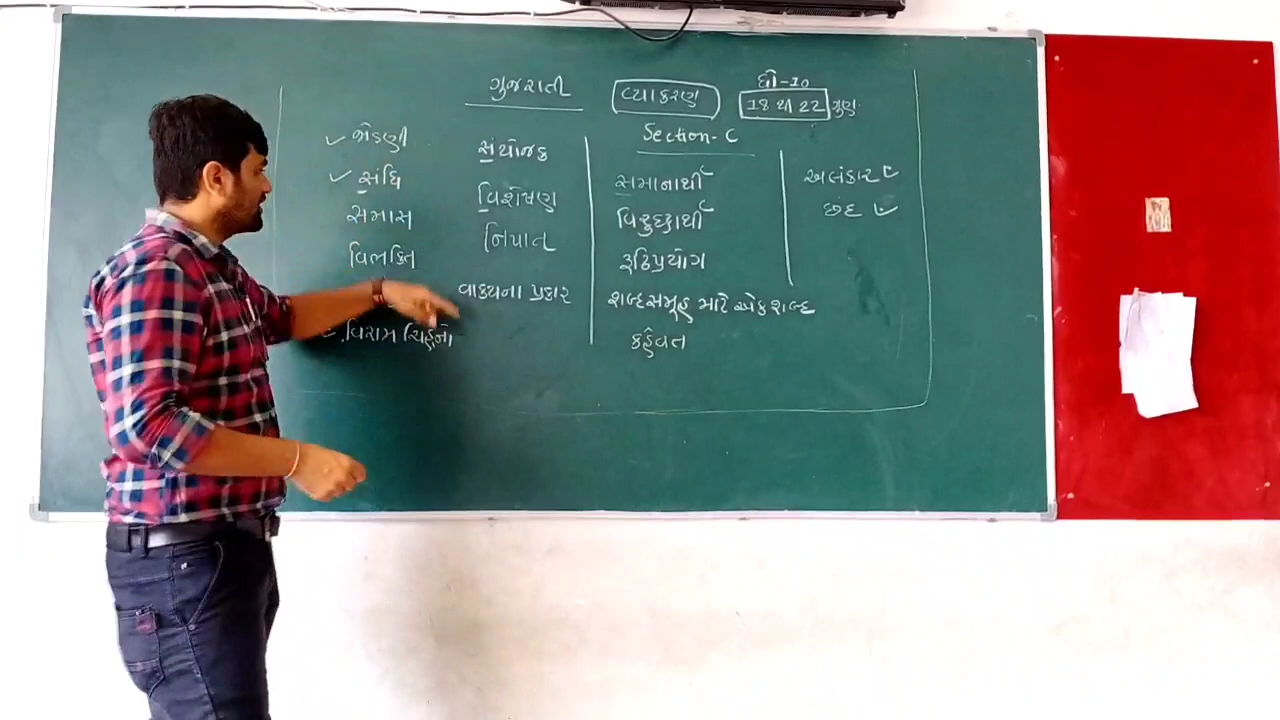 ગુજરાતી
વ્યાકરણ
ધો-10
18 થી 22 ગુણ
Section-C
જોડણી
સંધિ
સમાસ
વિભક્તિ
વિરામ ચિહ્નો
સંયોજક
વિશેષણ
નિપાત
વાક્યના પ્રકાર
સમાનાર્થી
વિરુદ્ધાર્થી
રૂઢિપ્રયોગ
શબ્દસમૂહ માટે એક શબ્દ
કહેવત
અલંકાર
છંદ